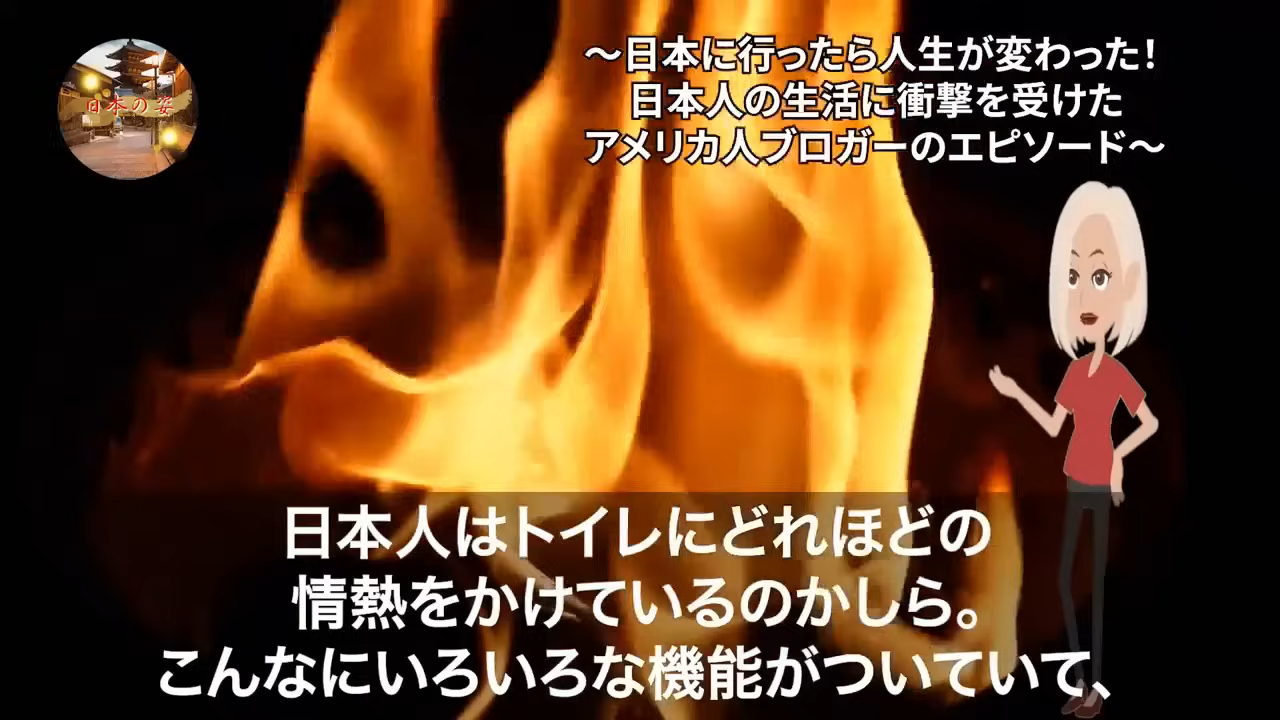 日本の姿
～日本に行ったら人生が変わった!
日本人の生活に衝撃を受けた
アメリカ人ブロガーのエピソード～
日本人はトイレにどれほどの
情熱をかけているのかしら。
こんなにいろいろな機能がついていて、